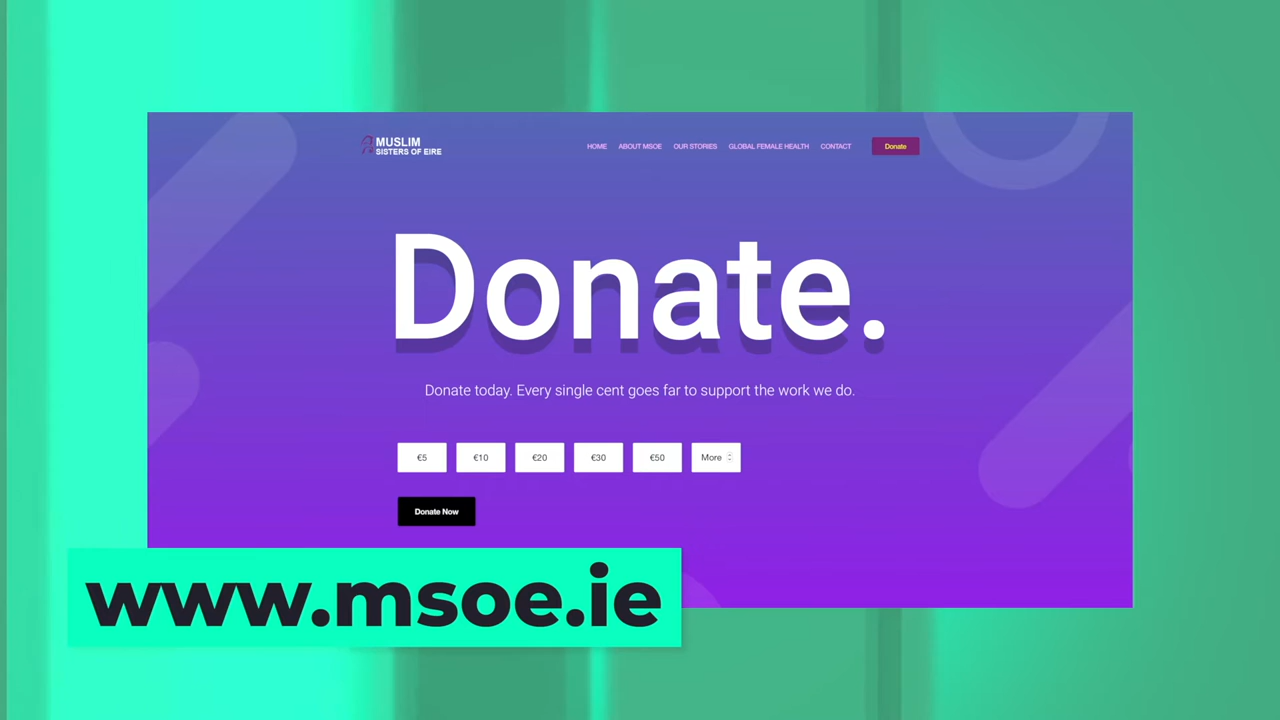 MUSLIM
SISTERS OF EIRE
HOME ABOUT MSOE OUR STORIES GLOBAL FEMALE HEALTH CONTACT Donate
Donate.
Donate today. Every single cent goes far to support the work we do.
€5 €10 €20 €30 €50 More
Donate Now
www.msoe.ie